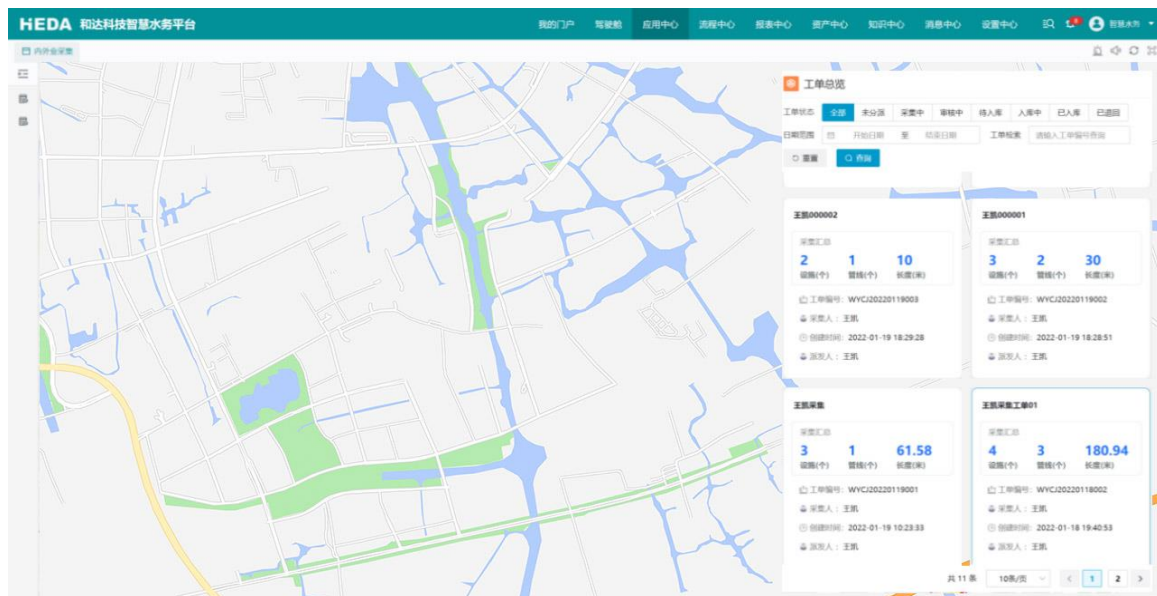 HEDA 和达科技智慧水务平台 我的门户 驾驶舱 应用中心 流程中心 报表中心 资产中心 知识中心 消息中心 设置中心 智慧水务
内外业采集
工单总览
工单状态 全部 未分派 采集中 审核中 待入库 入库中 已入库 已退回
日期范围 开始日期 至 结束日期 工单检索 请输入工单编号查询
重置 查询
王凯000002
采集汇总
2 1 10
设施(个) 管线(个) 长度(米)
工单编号: WYCJ20220119003
采集人: 王凯
创建时间: 2022-01-19 18:29:28
派发人: 王凯
王凯000001
采集汇总
3 2 30
设施(个) 管线(个) 长度(米)
工单编号: WYCJ20220119002
采集人: 王凯
创建时间: 2022-01-19 18:28:51
派发人: 王凯
王凯采集
采集汇总
3 1 61.58
设施(个) 管线(个) 长度(米)
工单编号: WYCJ20220119001
采集人: 王凯
创建时间: 2022-01-19 10:23:33
派发人: 王凯
王凯采集工单01
采集汇总
4 3 180.94
设施(个) 管线(个) 长度(米)
工单编号: WYCJ20220118002
采集人: 王凯
创建时间: 2022-01-18 19:40:53
派发人: 王凯
共 11 条 10条/页 < 1 2 >